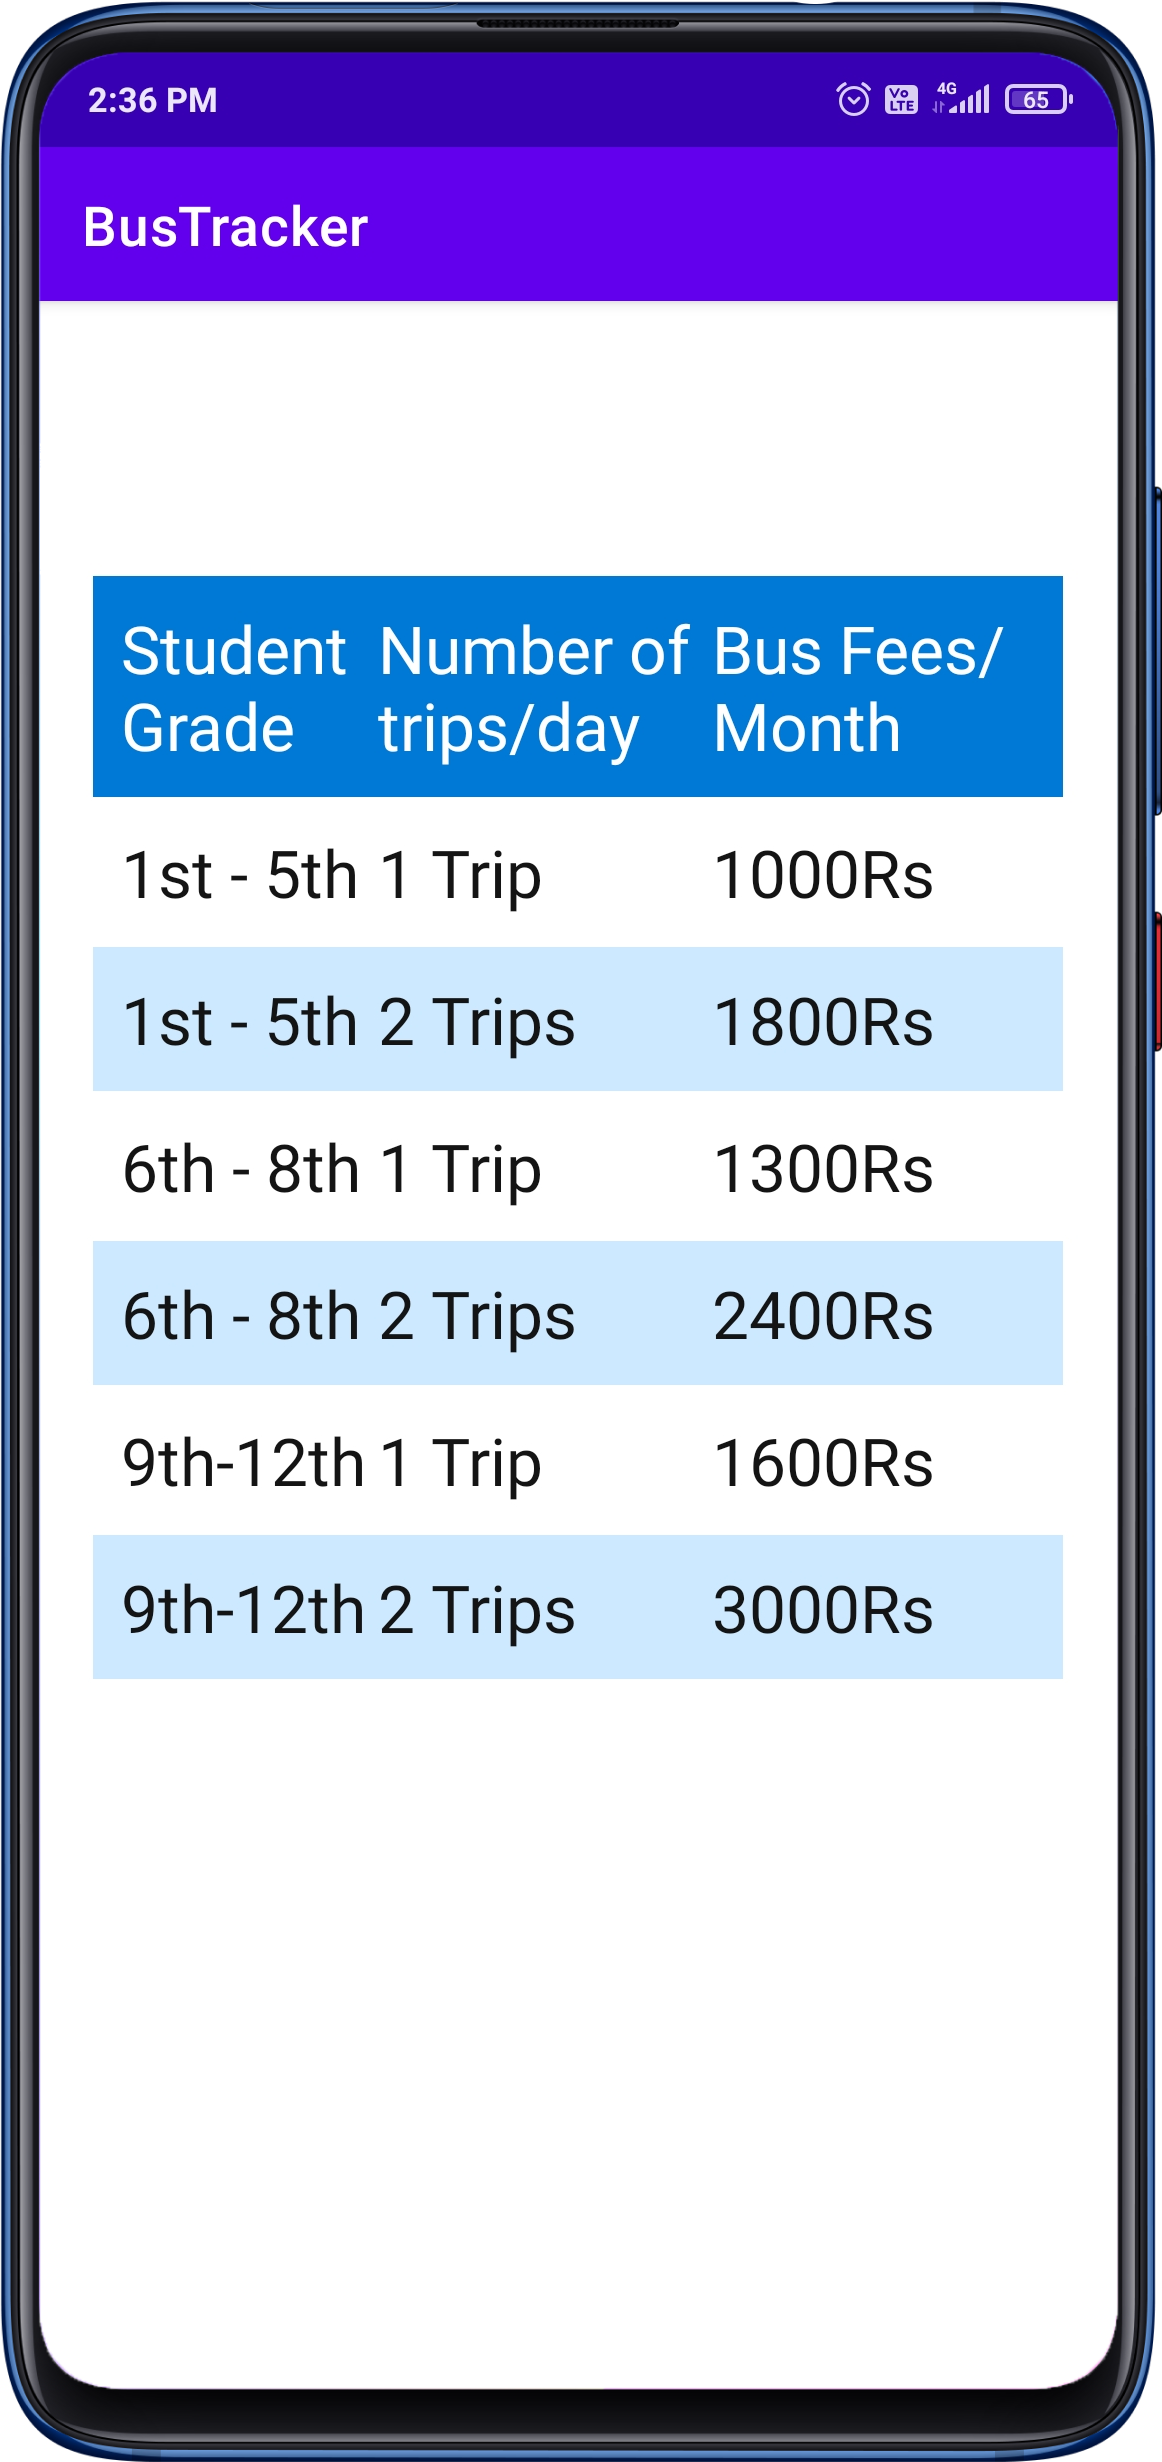 2:36 PM
Vo LTE 4G 65
BusTracker
Student Number of Bus Fees/
Grade trips/day Month
1st - 5th 1 Trip 1000Rs
1st - 5th 2 Trips 1800Rs
6th - 8th 1 Trip 1300Rs
6th - 8th 2 Trips 2400Rs
9th-12th 1 Trip 1600Rs
9th-12th 2 Trips 3000Rs